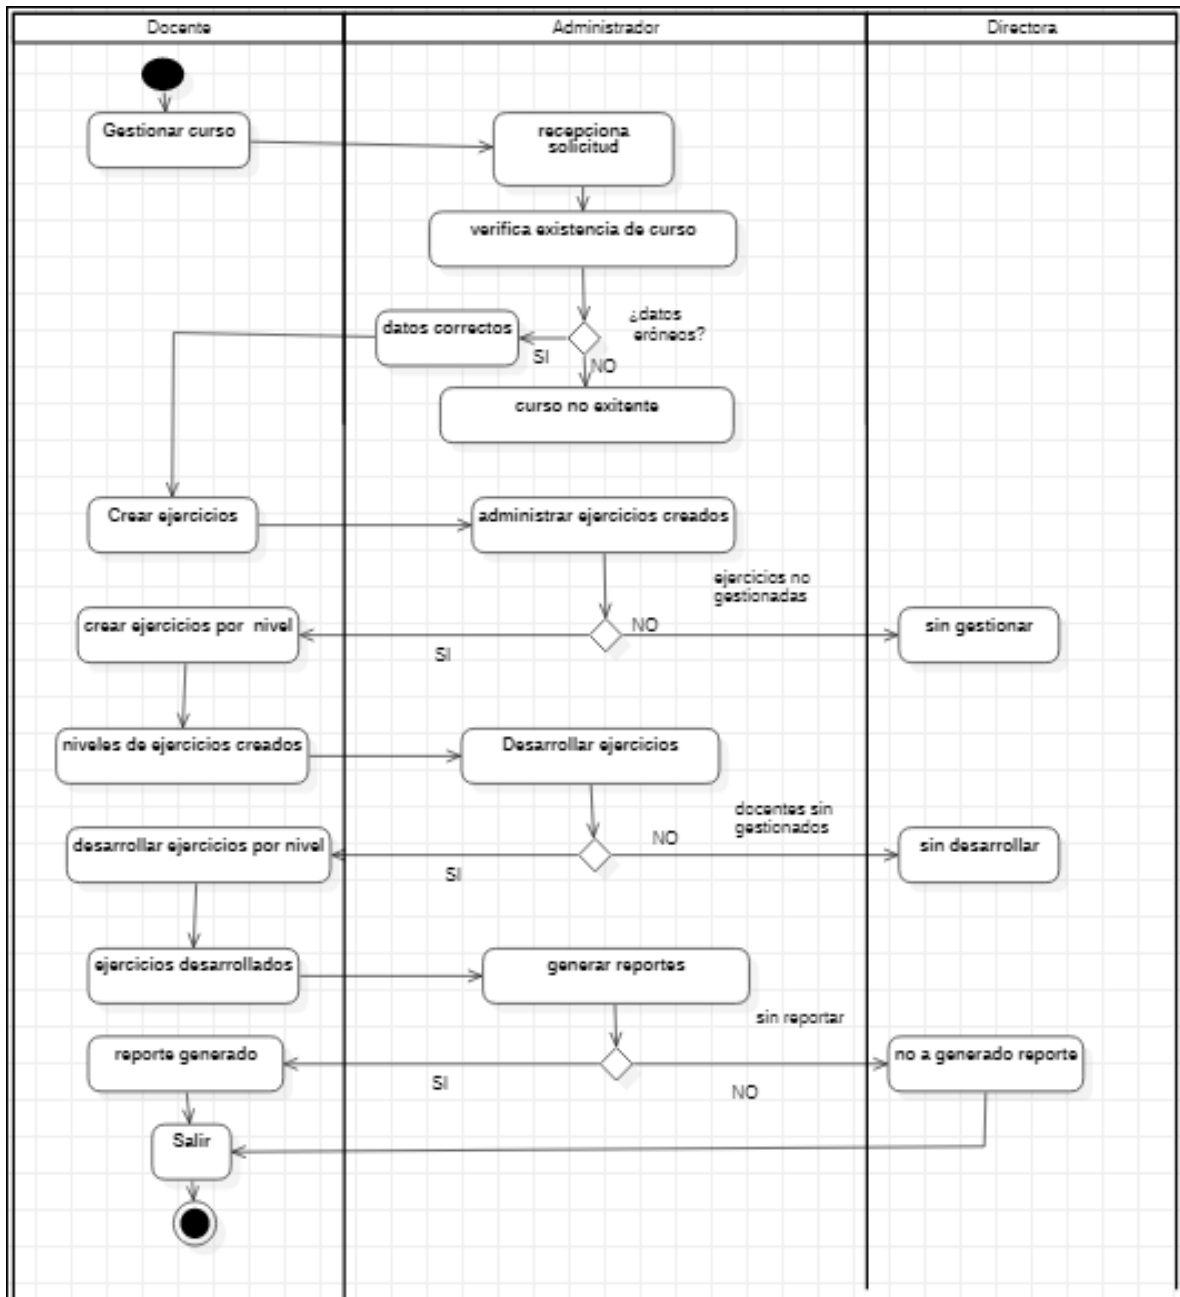 Docente
Administrador
Directora
Gestionar curso
recepciona
solicitud
verifica existencia de curso
¿datos
eróneos?
datos correctos
SI
NO
curso no exitente
Crear ejercicios
administrar ejercicios creados
ejercicios no
gestionadas
crear ejercicios por nivel
NO
sin gestionar
SI
niveles de ejercicios creados
Desarrollar ejercicios
docentes sin
gestionados
desarrollar ejercicios por nivel
NO
sin desarrollar
SI
ejercicios desarrollados
generar reportes
sin reportar
reporte generado
no a generado reporte
SI
NO
Salir